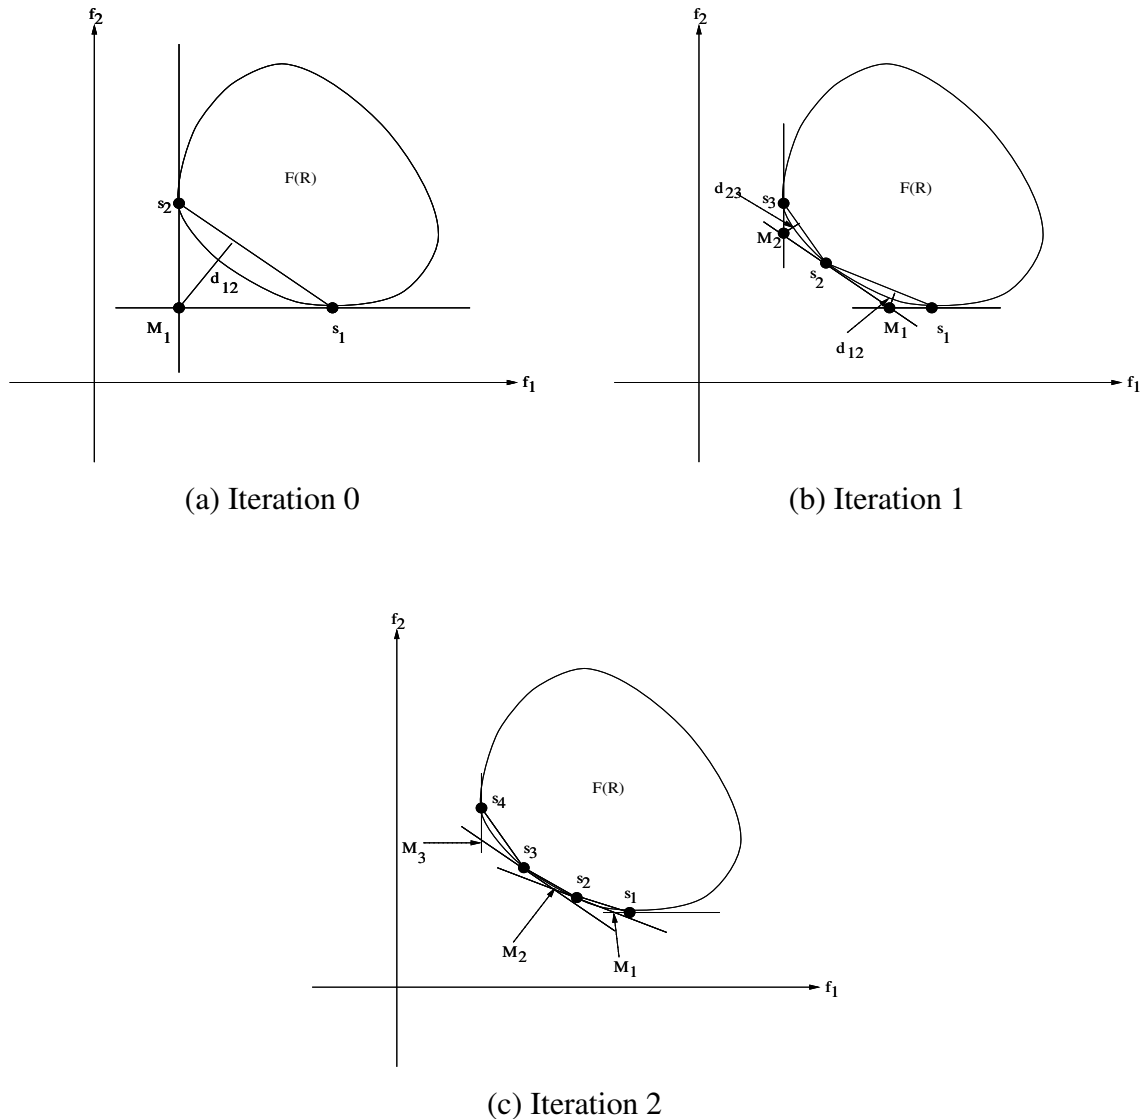 f2
F(R)
s2
d12
M1
s1
f1
(a) Iteration 0
f2
F(R)
d23
s3
M2
s2
M1
s1
d12
f1
(b) Iteration 1
f2
F(R)
s4
M3
s3
s2
s1
M2
M1
f1
(c) Iteration 2